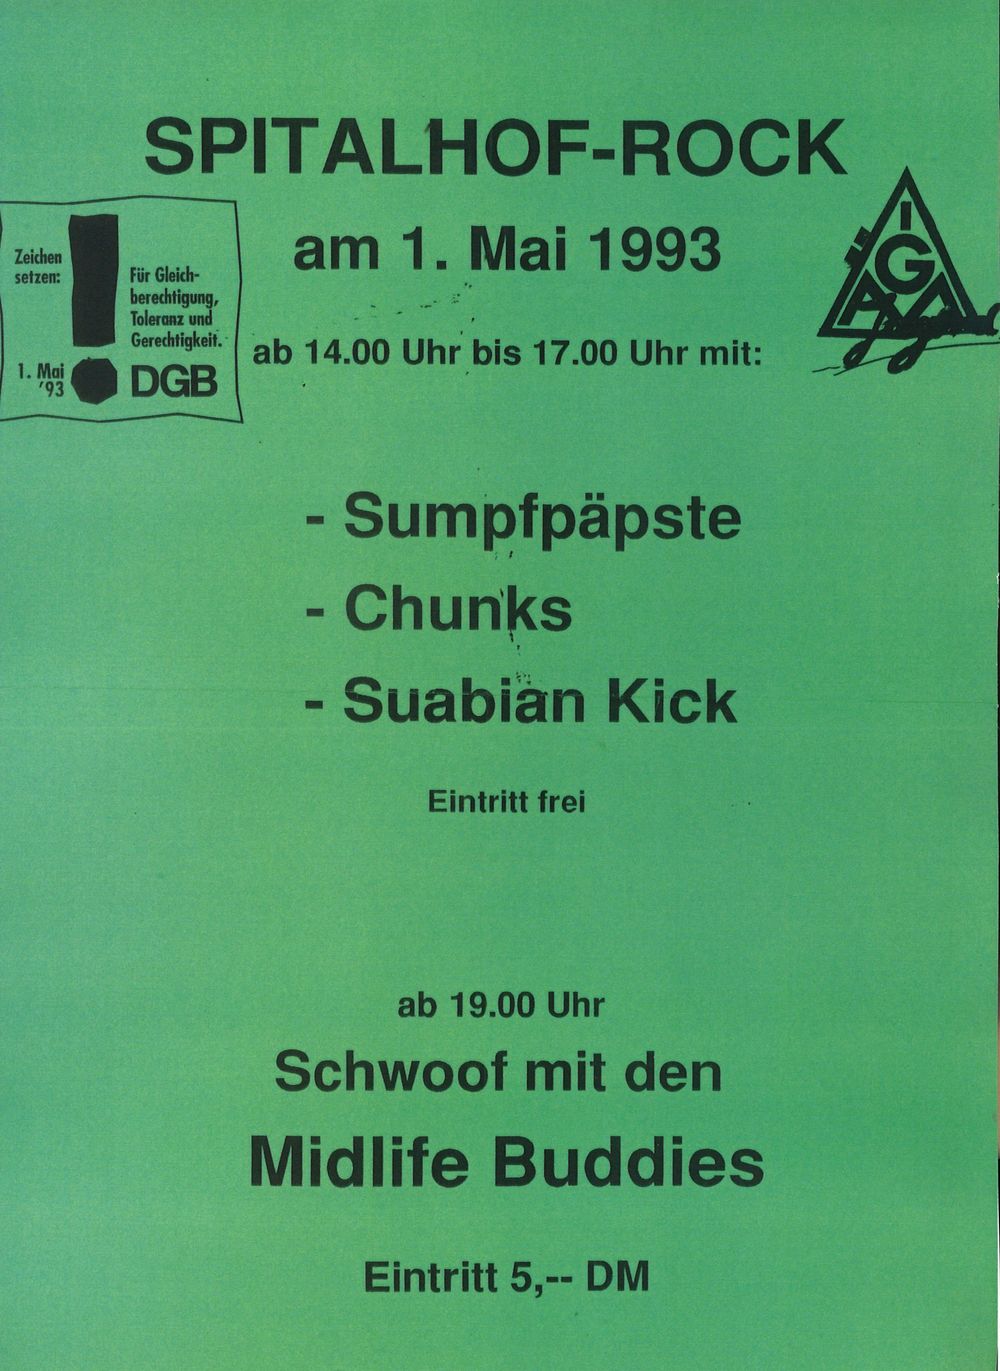 SPITALHOF-ROCK
am 1. Mai 1993
ab 14.00 Uhr bis 17.00 Uhr mit:
Zeichen
setzen:
Für Gleich-
berechtigung,
Toleranz und
Gerechtigkeit.
1. Mai
'93
DGB
IG
Jugend
- Sumpfpäpste
- Chunks
- Suabian Kick
Eintritt frei
ab 19.00 Uhr
Schwoof mit den
Midlife Buddies
Eintritt 5,-- DM